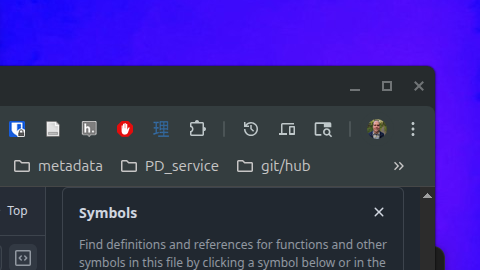 h. 理
metadata PD_service git/hub »
Top
Symbols
Find definitions and references for functions and other
symbols in this file by clicking a symbol below or in the